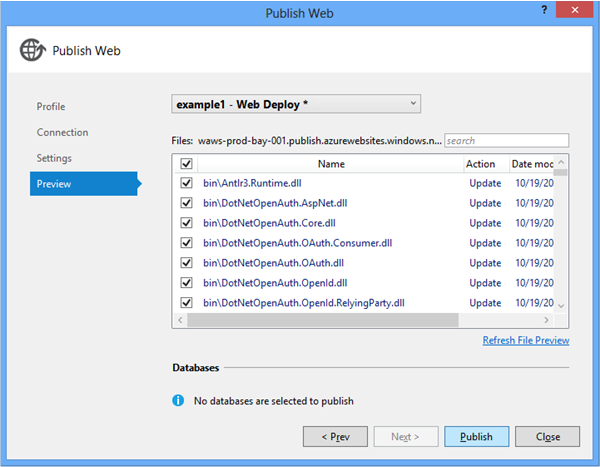 Publish Web
?
Publish Web
Profile
Connection
Settings
Preview
example1 - Web Deploy *
Files: waws-prod-bay-001.publish.azurewebsites.windows.n... search
Name Action Date mod
bin\Antlr3.Runtime.dll Update 10/19/20
bin\DotNetOpenAuth.AspNet.dll Update 10/19/20
bin\DotNetOpenAuth.Core.dll Update 10/19/20
bin\DotNetOpenAuth.OAuth.Consumer.dll Update 10/19/20
bin\DotNetOpenAuth.OAuth.dll Update 10/19/20
bin\DotNetOpenAuth.OpenId.dll Update 10/19/20
bin\DotNetOpenAuth.OpenId.RelyingParty.dll Update 10/19/20
Refresh File Preview
Databases
No databases are selected to publish
< Prev Next > Publish Close